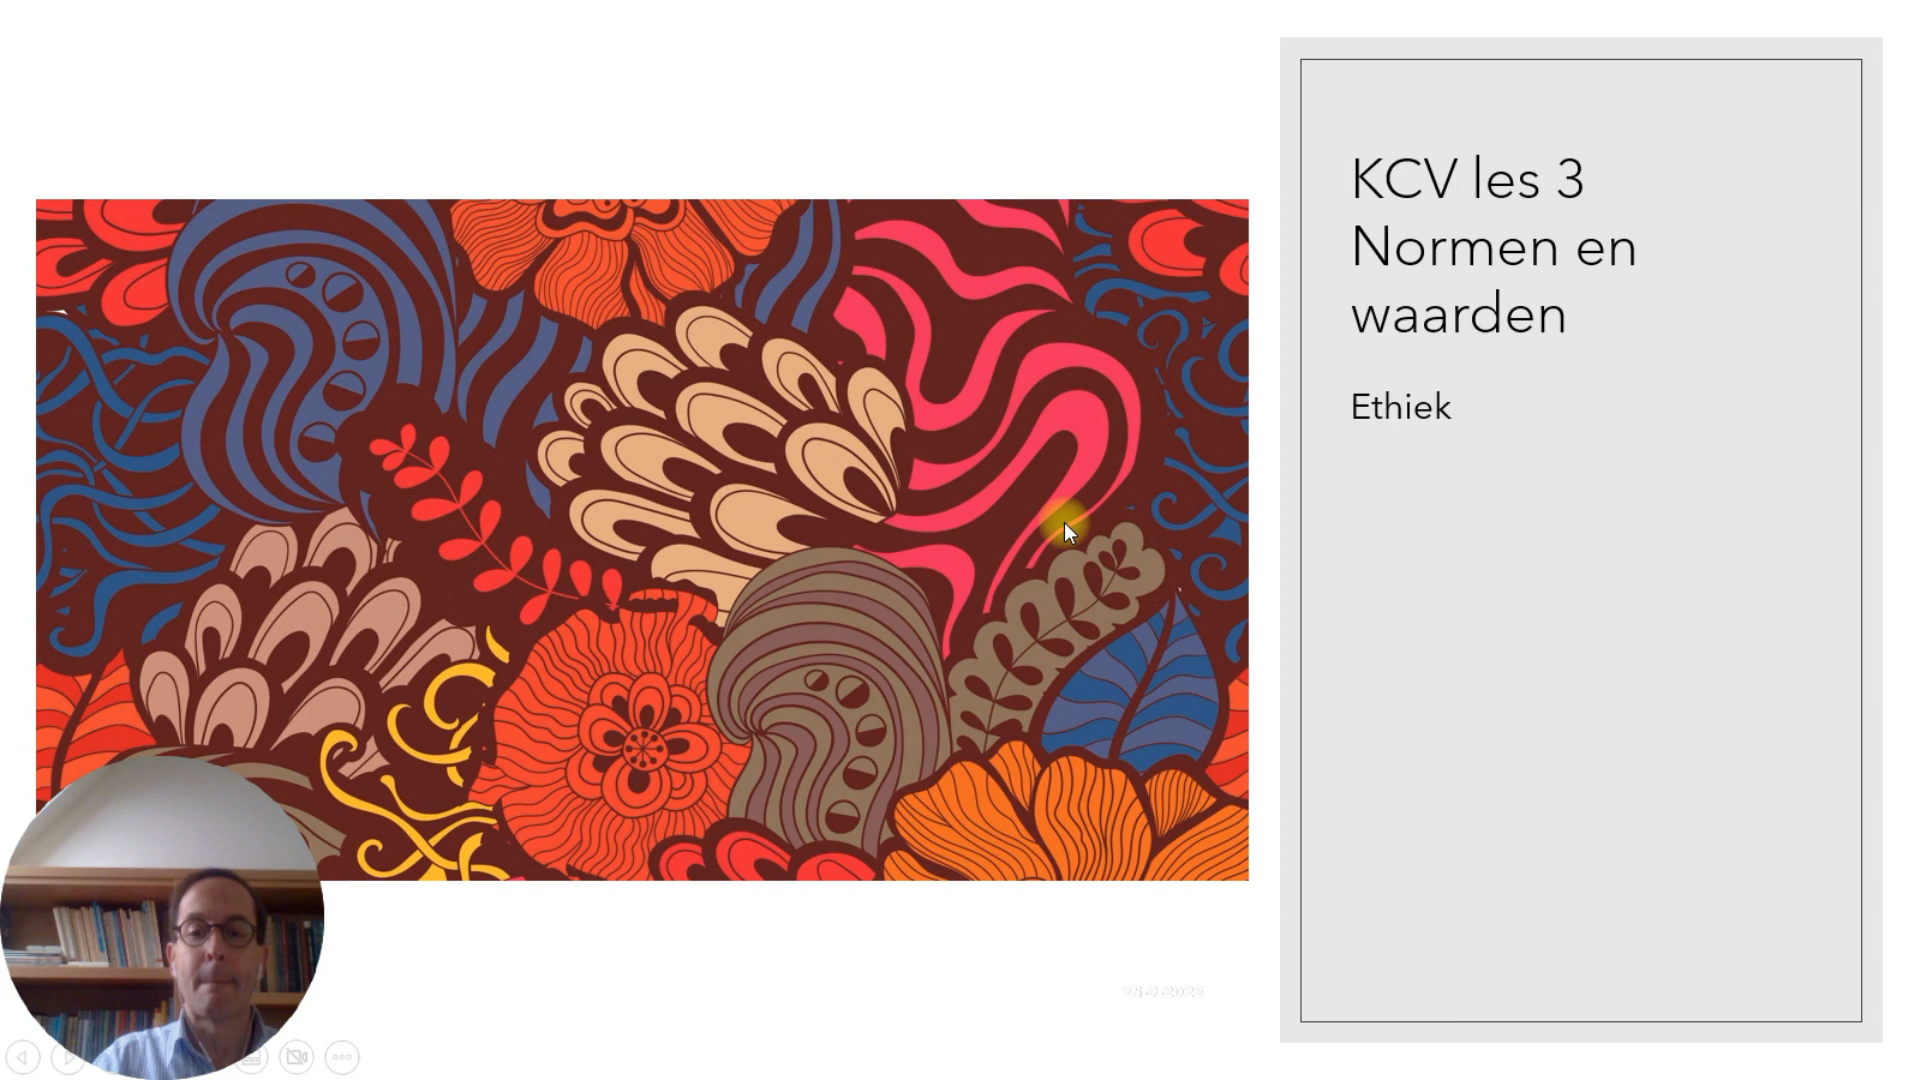 KCV les 3
Normen en
waarden
Ethiek